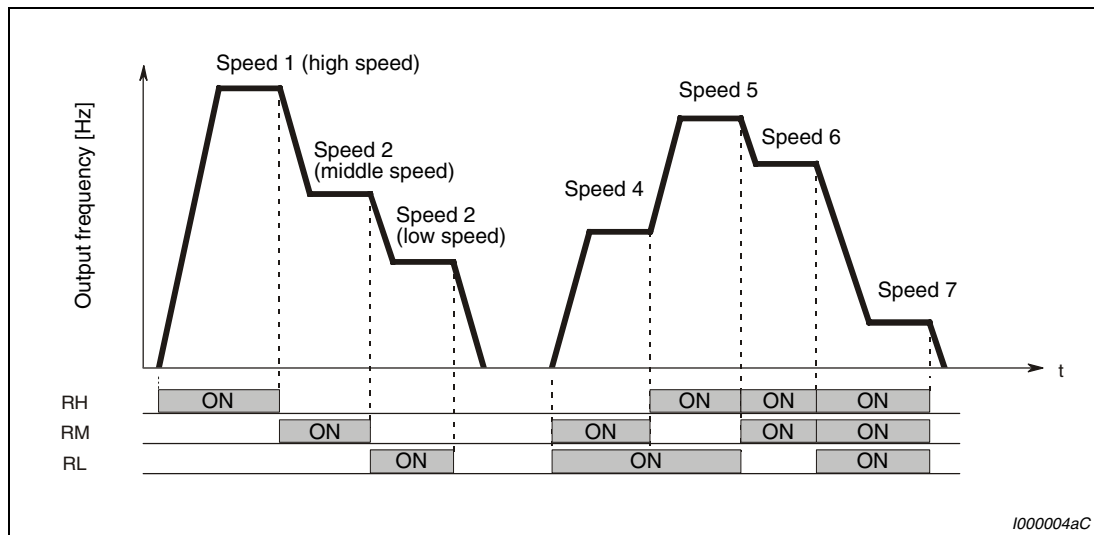 Output frequency [Hz]
Speed 1 (high speed)
Speed 2
(middle speed)
Speed 2
(low speed)
Speed 4
Speed 5
Speed 6
Speed 7
t
RH ON ON ON ON
RM ON ON ON ON
RL ON ON ON
I000004aC